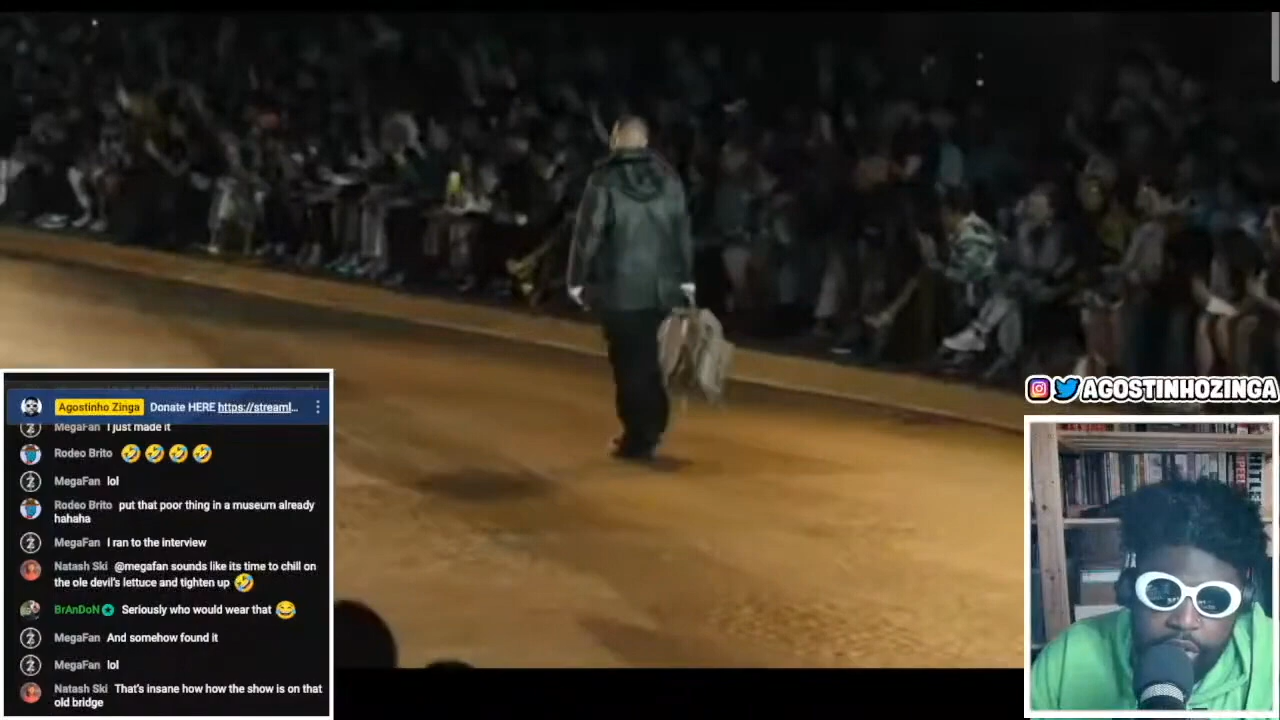 AGOSTINHOZINGA
Agostinho Zinga Donate HERE https://streaml...
MegaFan I just made it
Rodeo Brito 🤣 🤣 🤣 🤣
MegaFan lol
Rodeo Brito put that poor thing in a museum already
hahaha
MegaFan I ran to the interview
Natash Ski @megafan sounds like its time to chill on
the ole devil's lettuce and tighten up 🤣
BrAnDoN Seriously who would wear that 😂
MegaFan And somehow found it
MegaFan lol
Natash Ski That's insane how how the show is on that
old bridge